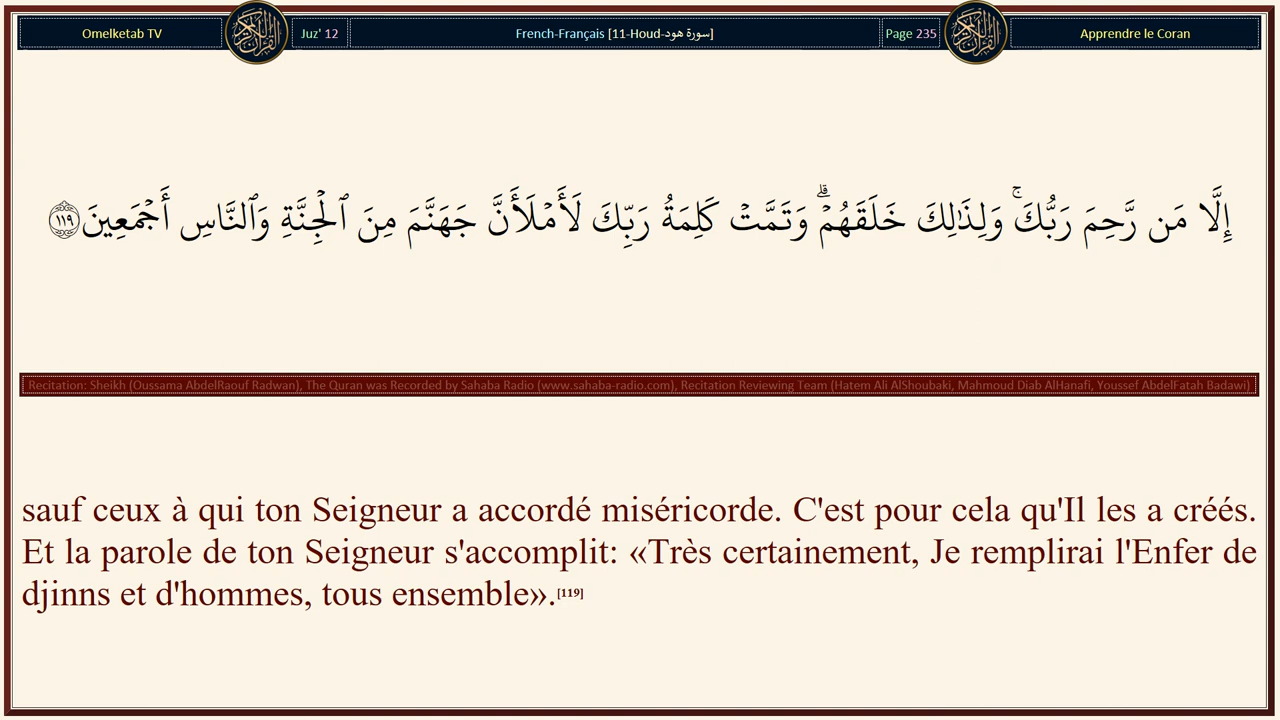 Omelketab TV
Juz' 12
French-Français [11-Houd-سورة هود]
Page 235
Apprendre le Coran
إِلَّا مَن رَّحِمَ رَبُّكَۚ وَلِذَٰلِكَ خَلَقَهُمۡۗ وَتَمَّتۡ كَلِمَةُ رَبِّكَ لَأَمۡلَأَنَّ جَهَنَّمَ مِنَ ٱلۡجِنَّةِ وَٱلنَّاسِ أَجۡمَعِينَ ١١٩
Recitation: Sheikh (Oussama AbdelRaouf Radwan), The Quran was Recorded by Sahaba Radio (www.sahaba-radio.com), Recitation Reviewing Team (Hatem Ali AlShoubaki, Mahmoud Diab AlHanafi, Youssef AbdelFatah Badawi)
sauf ceux à qui ton Seigneur a accordé miséricorde. C'est pour cela qu'Il les a créés.
Et la parole de ton Seigneur s'accomplit: «Très certainement, Je remplirai l'Enfer de
djinns et d'hommes, tous ensemble».[119]